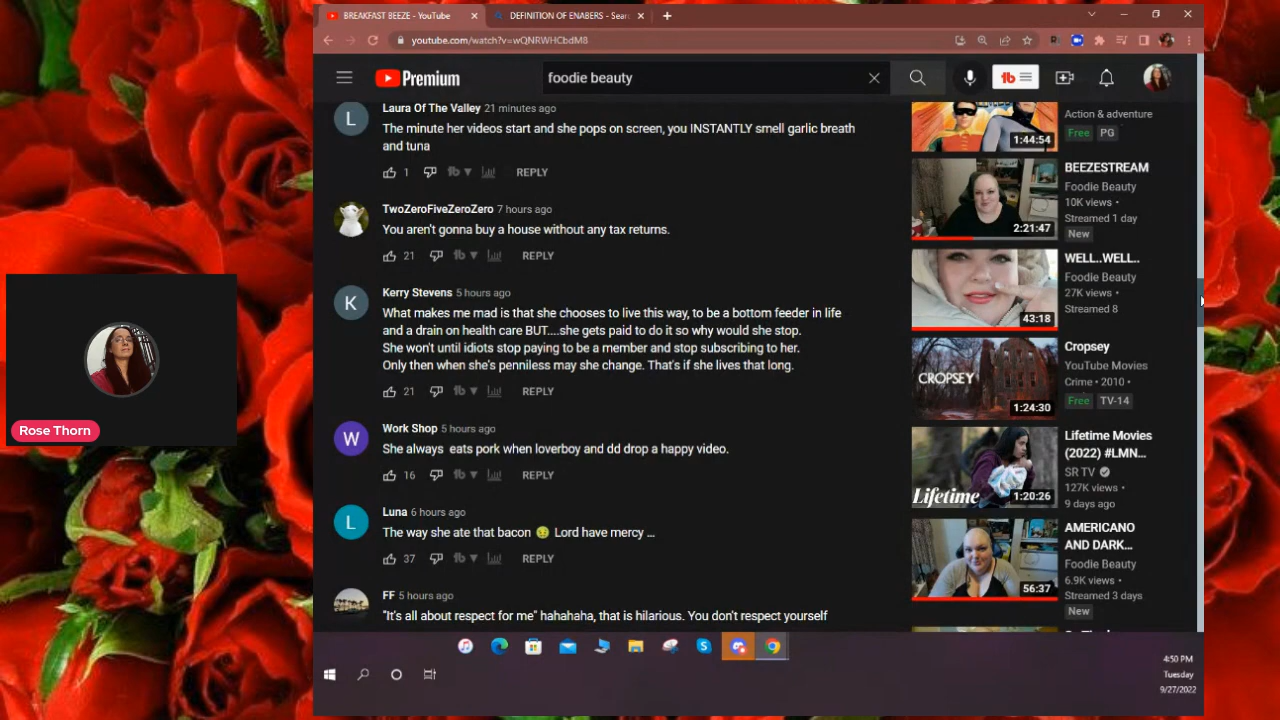 BREAKFAST BEEZE - YouTube
DEFINITION OF ENABERS - Sear
youtube.com/watch?v=wQNRWHCbdM8
Premium
foodie beauty
Laura Of The Valley 21 minutes ago
The minute her videos start and she pops on screen, you INSTANTLY smell garlic breath
and tuna
1 tb REPLY
TwoZeroFiveZeroZero 7 hours ago
You aren't gonna buy a house without any tax returns.
21 tb REPLY
Kerry Stevens 5 hours ago
What makes me mad is that she chooses to live this way, to be a bottom feeder in life
and a drain on health care BUT....she gets paid to do it so why would she stop.
She won't until idiots stop paying to be a member and stop subscribing to her.
Only then when she's penniless may she change. That's if she lives that long.
21 tb REPLY
Work Shop 5 hours ago
She always eats pork when loverboy and dd drop a happy video.
16 tb REPLY
Luna 6 hours ago
The way she ate that bacon 🤢 Lord have mercy ...
37 tb REPLY
FF 5 hours ago
"It's all about respect for me" hahahaha, that is hilarious. You don't respect yourself
L
K
W
L
Rose Thorn
tb
Action & adventure
Free PG
1:44:54
BEEZESTREAM
Foodie Beauty
10K views •
Streamed 1 day
New
2:21:47
WELL..WELL..
Foodie Beauty
27K views •
Streamed 8
43:18
CROPSEY
1:24:30
Cropsey
YouTube Movies
Crime • 2010 •
Free TV-14
Lifetime
1:20:26
Lifetime Movies
(2022) #LMN...
SR TV
127K views •
9 days ago
56:37
AMERICANO
AND DARK...
Foodie Beauty
6.9K views •
Streamed 3 days
New
4:50 PM
Tuesday
9/27/2022